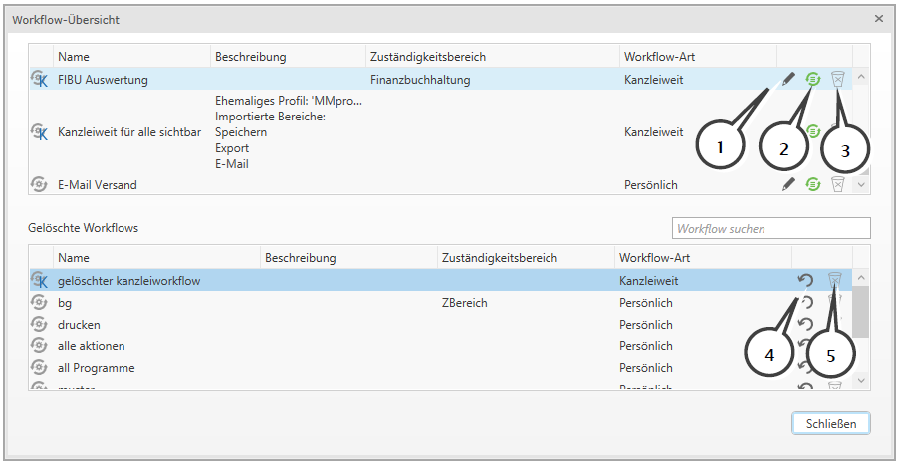 Workflow-Übersicht
Name Beschreibung Zuständigkeitsbereich Workflow-Art
K FIBU Auswertung Finanzbuchhaltung Kanzleiweit
Ehemaliges Profil: 'MMpro...
Importierte Bereiche:
K Kanzleiweit für alle sichtbar Speichern Kanzleiweit
Export
E-Mail
1 2 3
E-Mail Versand Persönlich
Gelöschte Workflows Workflow suchen
Name Beschreibung Zuständigkeitsbereich Workflow-Art
K gelöschter kanzleiworkflow Kanzleiweit
bg ZBereich Persönlich
drucken Persönlich
alle aktionen Persönlich
4 5
all Programme Persönlich
muster Persönlich
Schließen